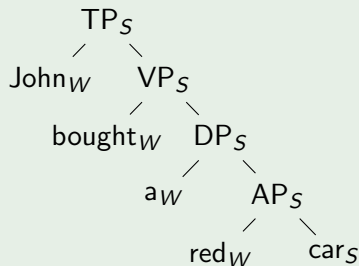 TP_S
John_W VP_S
bought_W DP_S
a_W AP_S
red_W car_S